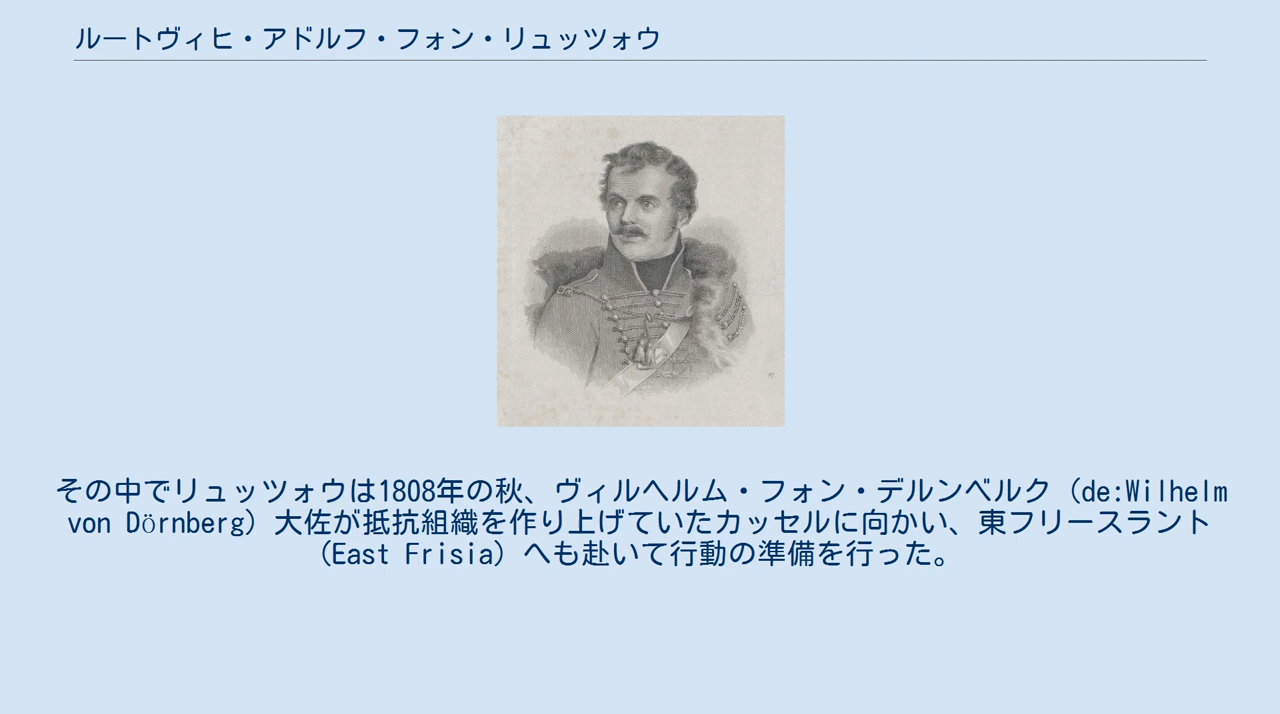 ルートヴィヒ・アドルフ・フォン・リュッツォウ
その中でリュッツォウは1808年の秋、ヴィルヘルム・フォン・デルンベルク（de:Wilhelm
von Dörnberg）大佐が抵抗組織を作り上げていたカッセルに向かい、東フリースラント
（East Frisia）へも赴いて行動の準備を行った。